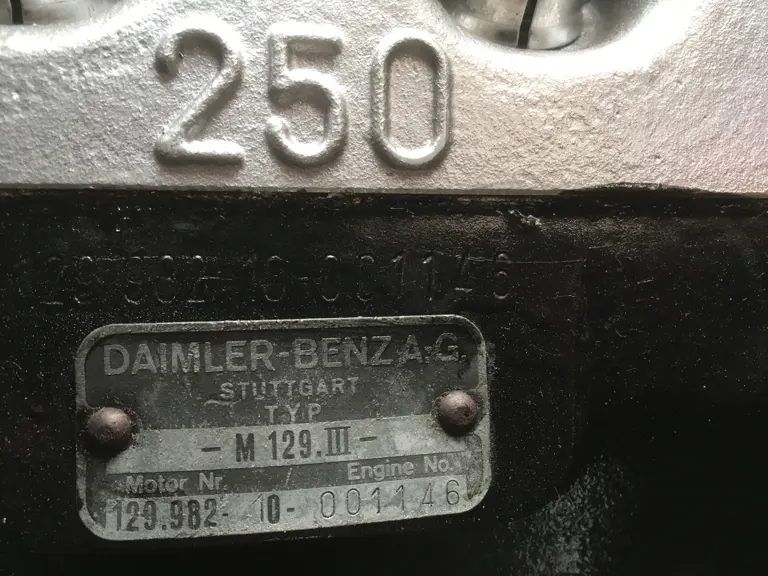 250
129 982-10-001146
DAIMLER-BENZ A.G.
STUTTGART
TYP
- M 129.III -
Motor Nr. Engine No.
129.982- 10- 001146